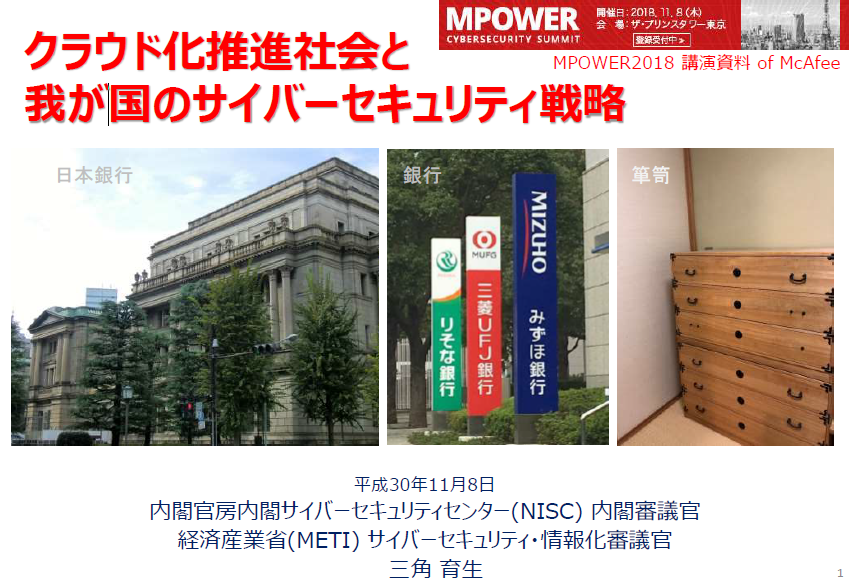 MPOWER
CYBERSECURITY SUMMIT
開催日：2018. 11. 8 (木)
会　場：ザ・プリンスタワー東京
登録受付中 >
MPOWER2018 講演資料 of McAfee
クラウド化推進社会と
我が国のサイバーセキュリティ戦略
日本銀行
銀行
箪笥
りそな銀行
MUFG
三菱UFJ銀行
MIZUHO
みずほ銀行
平成30年11月8日
内閣官房内閣サイバーセキュリティセンター(NISC) 内閣審議官
経済産業省(METI) サイバーセキュリティ・情報化審議官
三角 育生
1